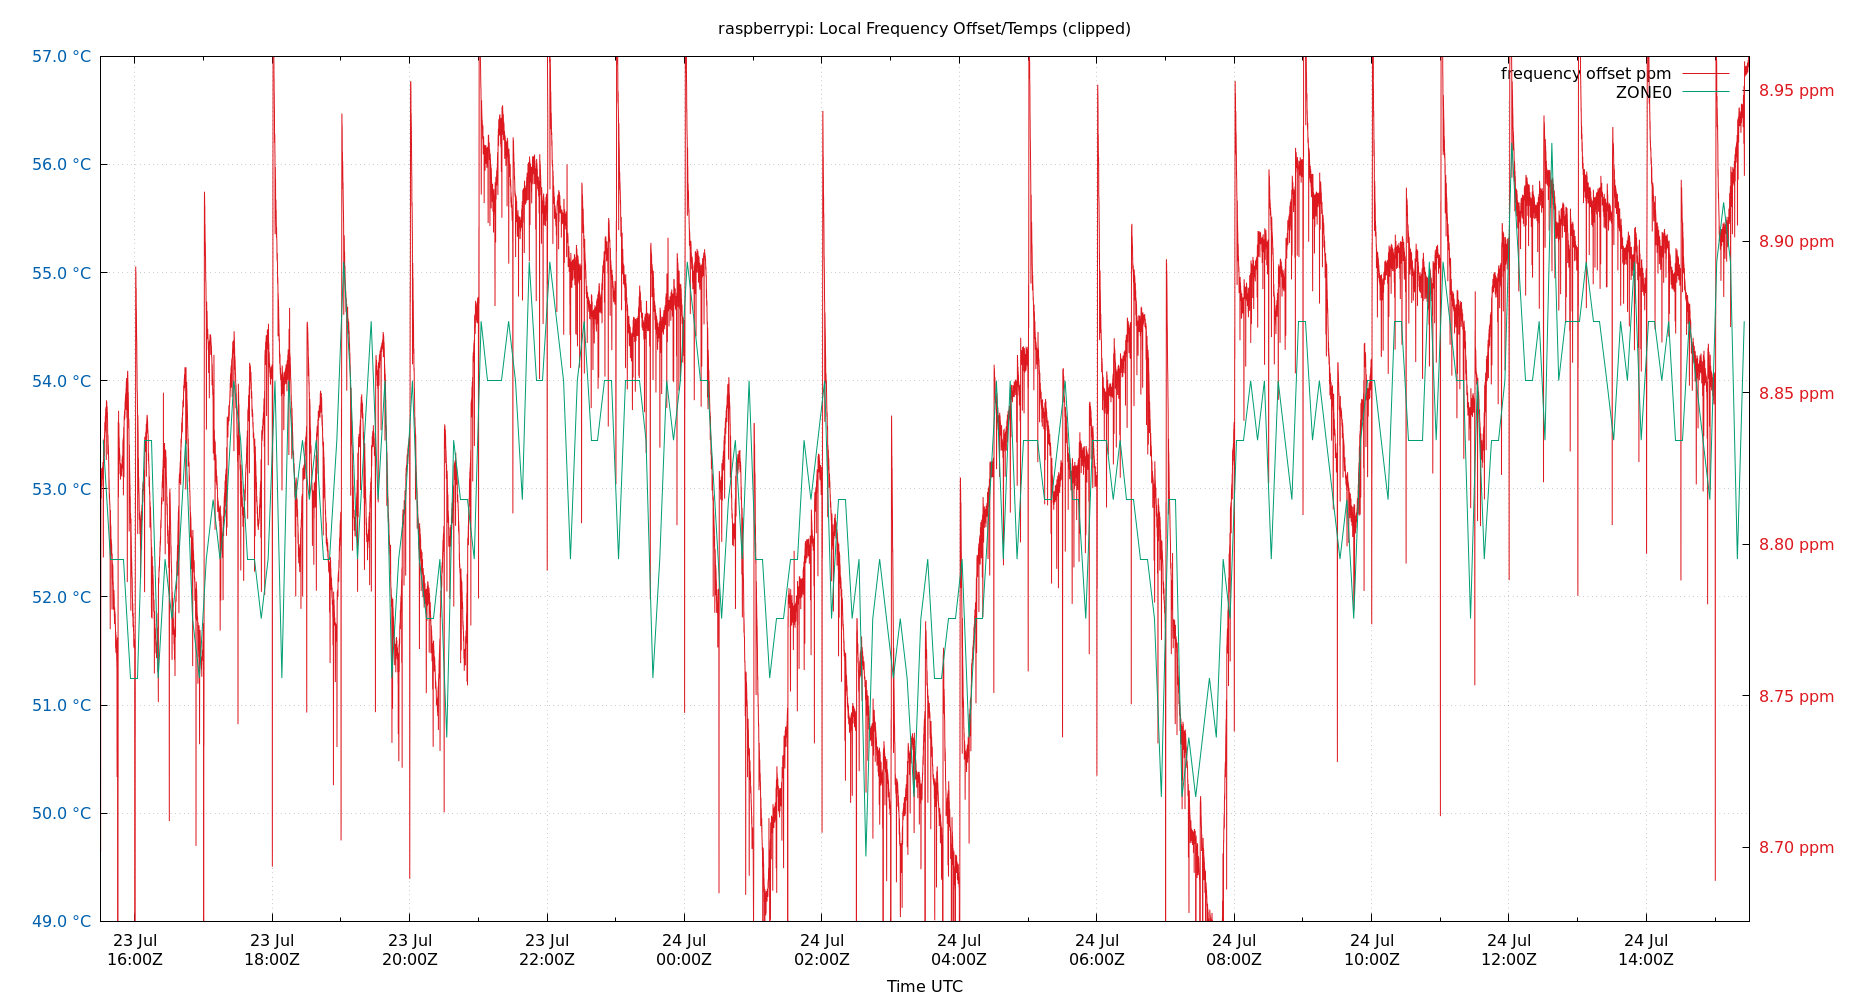 raspberrypi: Local Frequency Offset/Temps (clipped)
frequency offset ppm
ZONE0
57.0 °C
56.0 °C
55.0 °C
54.0 °C
53.0 °C
52.0 °C
51.0 °C
50.0 °C
49.0 °C
8.95 ppm
8.90 ppm
8.85 ppm
8.80 ppm
8.75 ppm
8.70 ppm
23 Jul
16:00Z
23 Jul
18:00Z
23 Jul
20:00Z
23 Jul
22:00Z
24 Jul
00:00Z
24 Jul
02:00Z
24 Jul
04:00Z
24 Jul
06:00Z
24 Jul
08:00Z
24 Jul
10:00Z
24 Jul
12:00Z
24 Jul
14:00Z
Time UTC